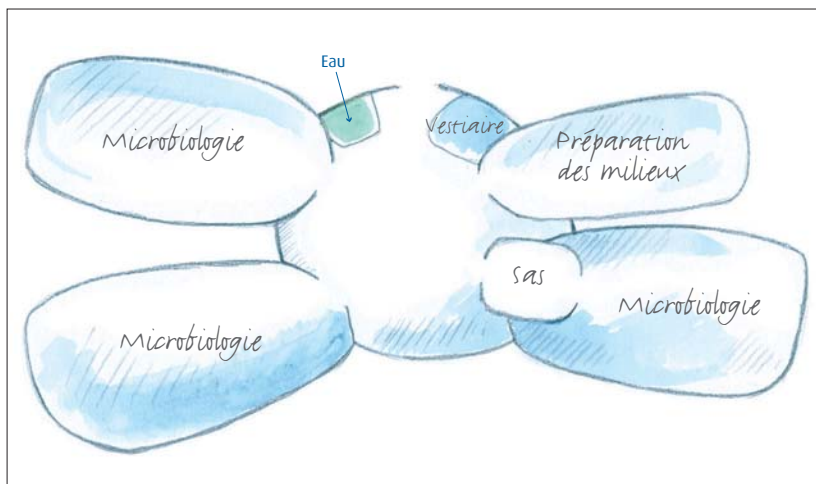 Eau
Microbiologie
Vestiaire
Préparation
des milieux
Sas
Microbiologie
Microbiologie